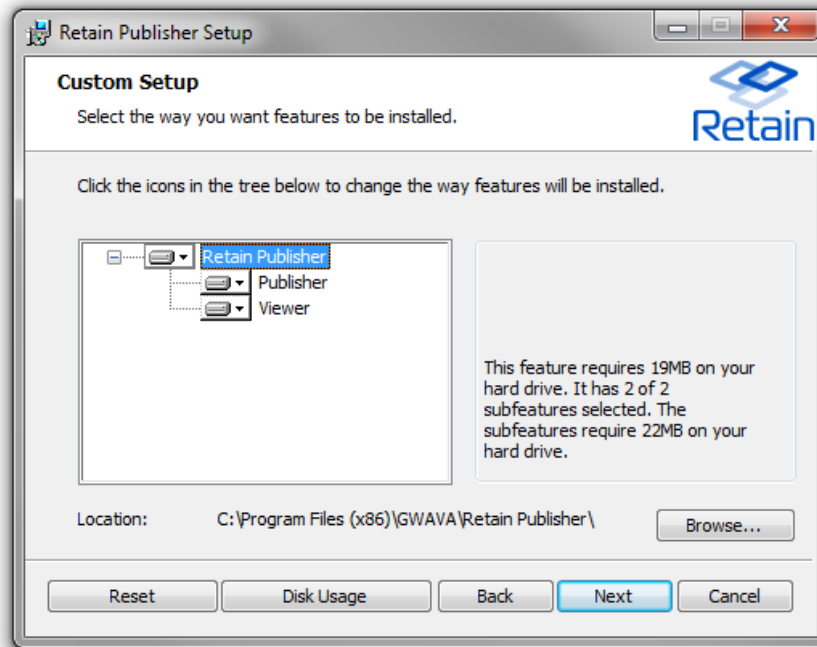 Retain Publisher Setup
Custom Setup
Select the way you want features to be installed.
Retain
Click the icons in the tree below to change the way features will be installed.
Retain Publisher
Publisher
Viewer
This feature requires 19MB on your
hard drive. It has 2 of 2
subfeatures selected. The
subfeatures require 22MB on your
hard drive.
Location: C:\Program Files (x86)\GWAVA\Retain Publisher\ Browse...
Reset Disk Usage Back Next Cancel